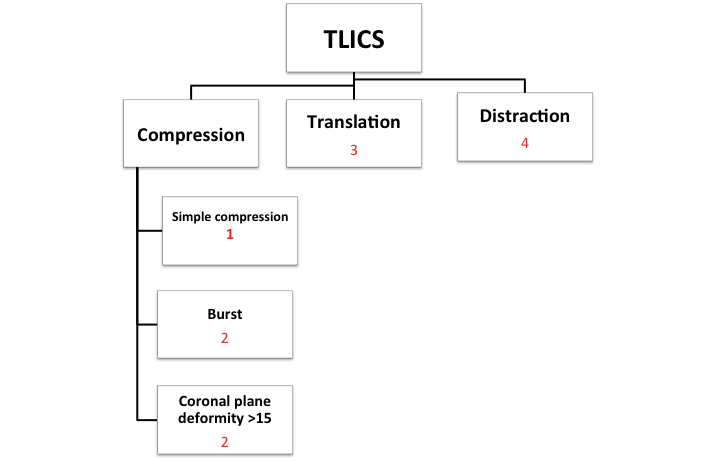 TLICS
Compression
Translation
3
Distraction
4
Simple compression
1
Burst
2
Coronal plane
deformity >15
2